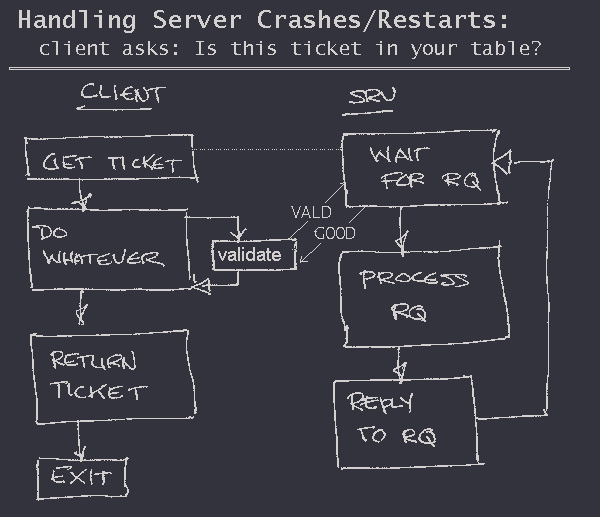 Handling Server Crashes/Restarts:
client asks: Is this ticket in your table?
CLIENT
SRV
GET TICKET
WAIT
FOR RQ
VALD
GOOD
DO
WHATEVER
validate
PROCESS
RQ
RETURN
TICKET
REPLY
TO RQ
EXIT